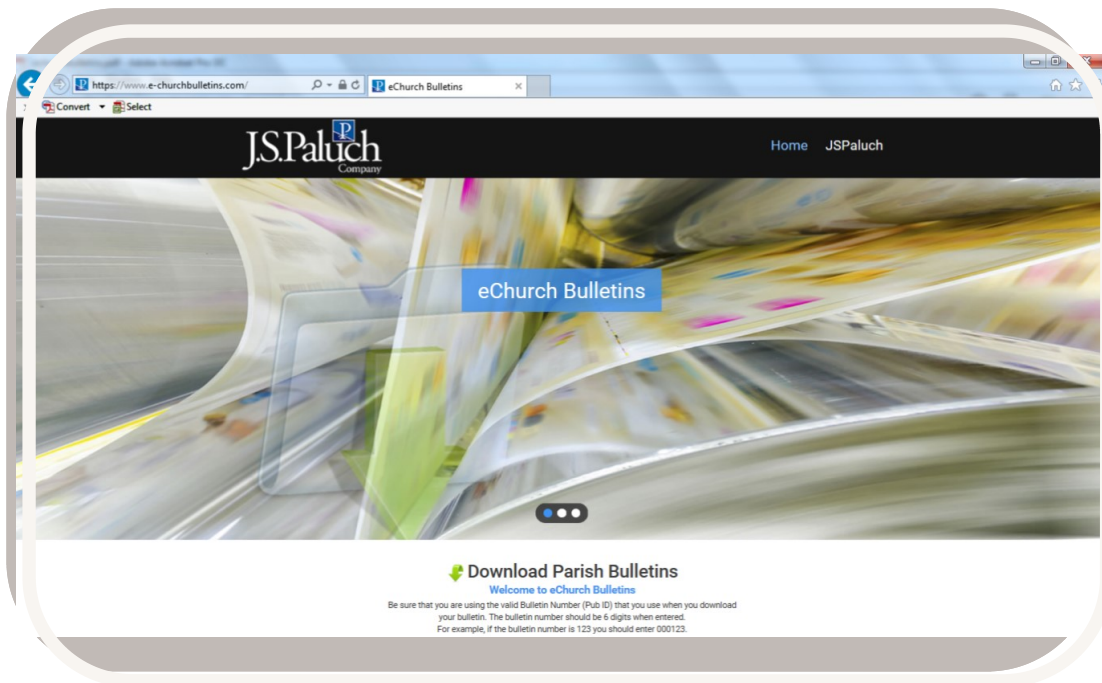 https://www.e-churchbulletins.com/
eChurch Bulletins
Convert
Select
J.S.Paluch
Company
Home JSPaluch
eChurch Bulletins
Download Parish Bulletins
Welcome to eChurch Bulletins
Be sure that you are using the valid Bulletin Number (Pub ID) that you use when you download
your bulletin. The bulletin number should be 6 digits when entered.
For example, if the bulletin number is 123 you should enter 000123.